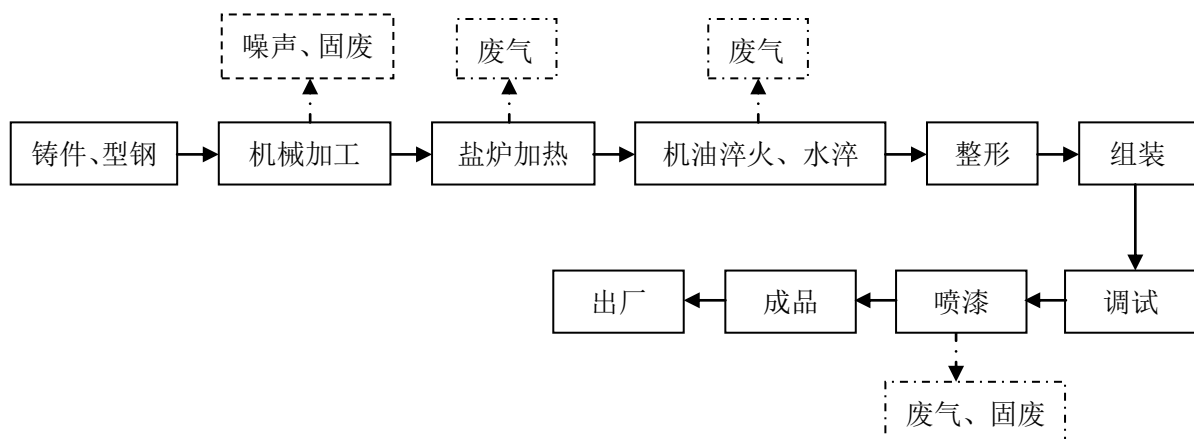 噪声、固废
废气
废气
铸件、型钢
机械加工
盐炉加热
机油淬火、水淬
整形
组装
出厂
成品
喷漆
调试
废气、固废